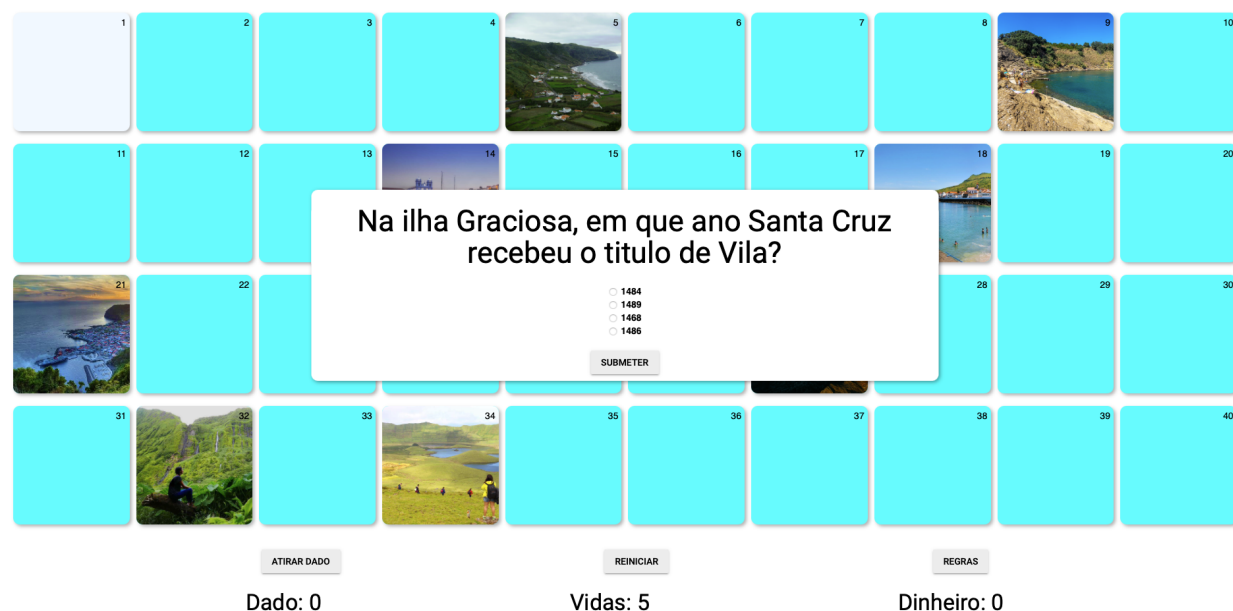 1 2 3 4 5 6 7 8 9 10
11 12 13 14 15 16 17 18 19 20
Na ilha Graciosa, em que ano Santa Cruz
recebeu o titulo de Vila?
21 22 28 29 30
1484
1489
1468
1486
SUBMETER
31 32 33 34 35 36 37 38 39 40
ATIRAR DADO REINICIAR REGRAS
Dado: 0 Vidas: 5 Dinheiro: 0